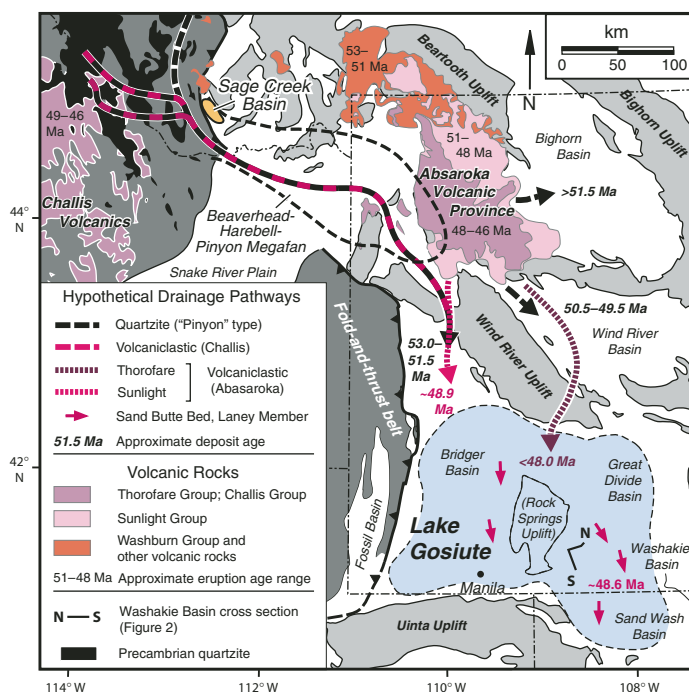 km
0 50 100
N
53–
51 Ma
Beartooth Uplift
Sage Creek
Basin
49–46
Ma
51–
48 Ma
Bighorn
Basin
Bighorn Uplift
Absaroka
Volcanic
Province
48–46 Ma
>51.5 Ma
Challis
Volcanics
44°
N
Beaverhead-
Harebell-
Pinyon Megafan
Snake River Plain
Hypothetical Drainage Pathways
Quartzite ("Pinyon" type)
Volcaniclastic (Challis)
Thorofare
Sunlight
Volcaniclastic
(Abasaroka)
Sand Butte Bed, Laney Member
51.5 Ma Approximate deposit age
Volcanic Rocks
Thorofare Group; Challis Group
Sunlight Group
Washburn Group and
other volcanic rocks
51–48 Ma Approximate eruption age range
N S Washakie Basin cross section
(Figure 2)
Precambrian quartzite
Fold-and-thrust belt
Fossil Basin
53.0–
51.5
Ma
~48.9
Ma
Wind River Uplift
50.5–49.5 Ma
Wind River
Basin
42°
N
Bridger
Basin
<48.0 Ma
Great
Divide
Basin
(Rock
Springs
Uplift)
Lake
Gosiute
N
S
Washakie
Basin
~48.6 Ma
Manila
Sand Wash
Basin
Uinta Uplift
114°W
112°W
110°W
108°W